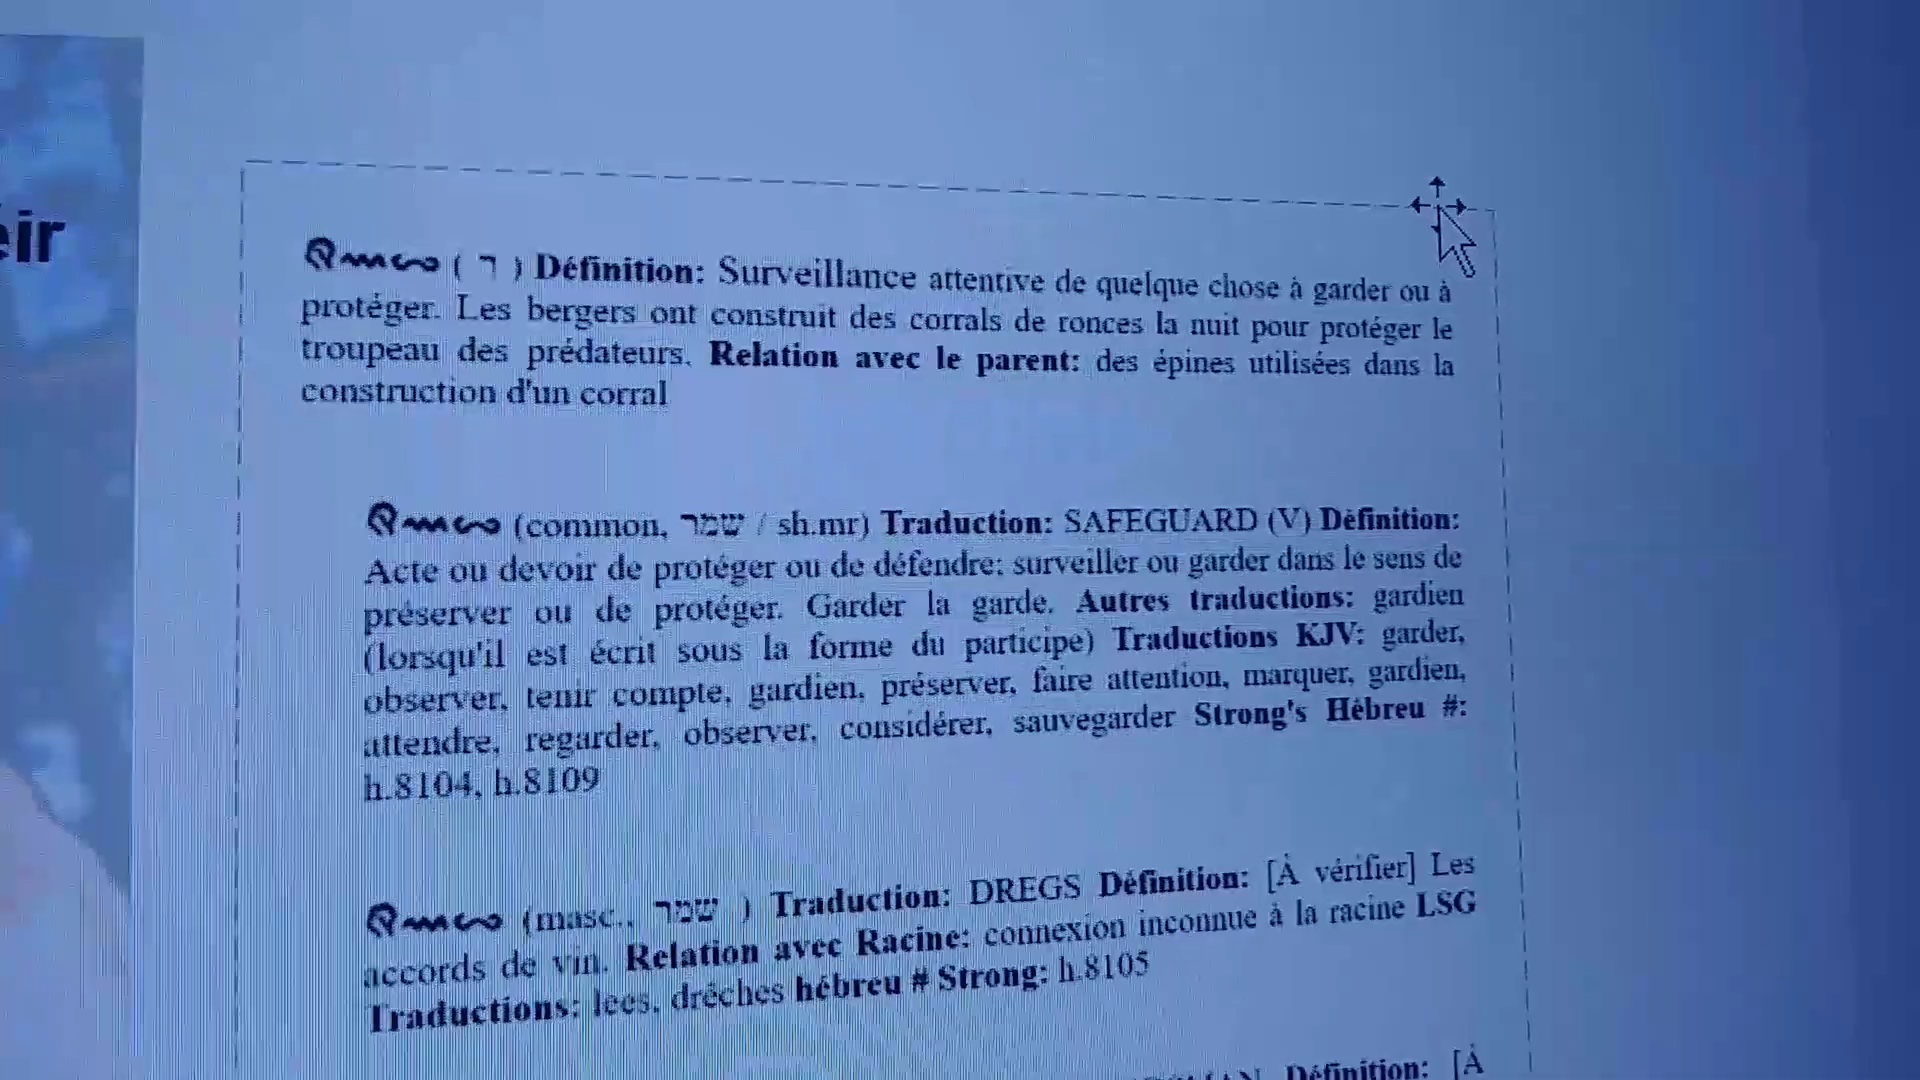 éir
( ר ) Définition: Surveillance attentive de quelque chose à garder ou à
protéger. Les bergers ont construit des corrals de ronces la nuit pour protéger le
troupeau des prédateurs. Relation avec le parent: des épines utilisées dans la
construction d'un corral
(common, שמר / sh.mr) Traduction: SAFEGUARD (V) Définition:
Acte ou devoir de protéger ou de défendre; surveiller ou garder dans le sens de
préserver ou de protéger. Garder la garde. Autres traductions: gardien
(lorsqu'il est écrit sous la forme du participe) Traductions KJV: garder,
observer, tenir compte, gardien, préserver, faire attention, marquer, gardien,
attendre, regarder, observer, considérer, sauvegarder Strong's Hébreu #:
h.8104, h.8109
(masc., שמר ) Traduction: DREGS Définition: [À vérifier] Les
accords de vin. Relation avec Racine: connexion inconnue à la racine LSG
Traductions: lees, drêches hébreu # Strong: h.8105
Définition: [À